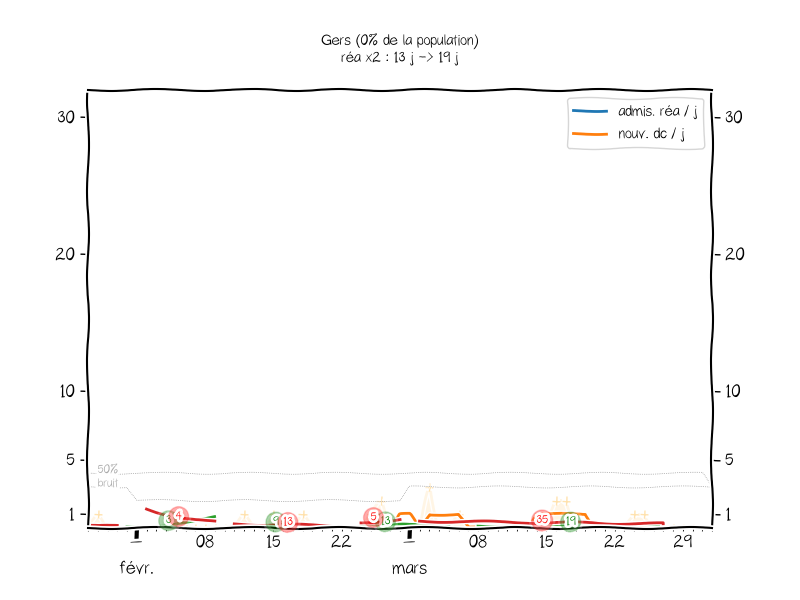 Gers (0% de la population)
réa x2 : 13 j -> 19 j
admis. réa / j
nouv. dc / j
30 30
20 20
10 10
5 5
50%
bruit
1 1
3 4 9 13 5 13 35 19
08 15 22 08 15 22 29
févr. mars